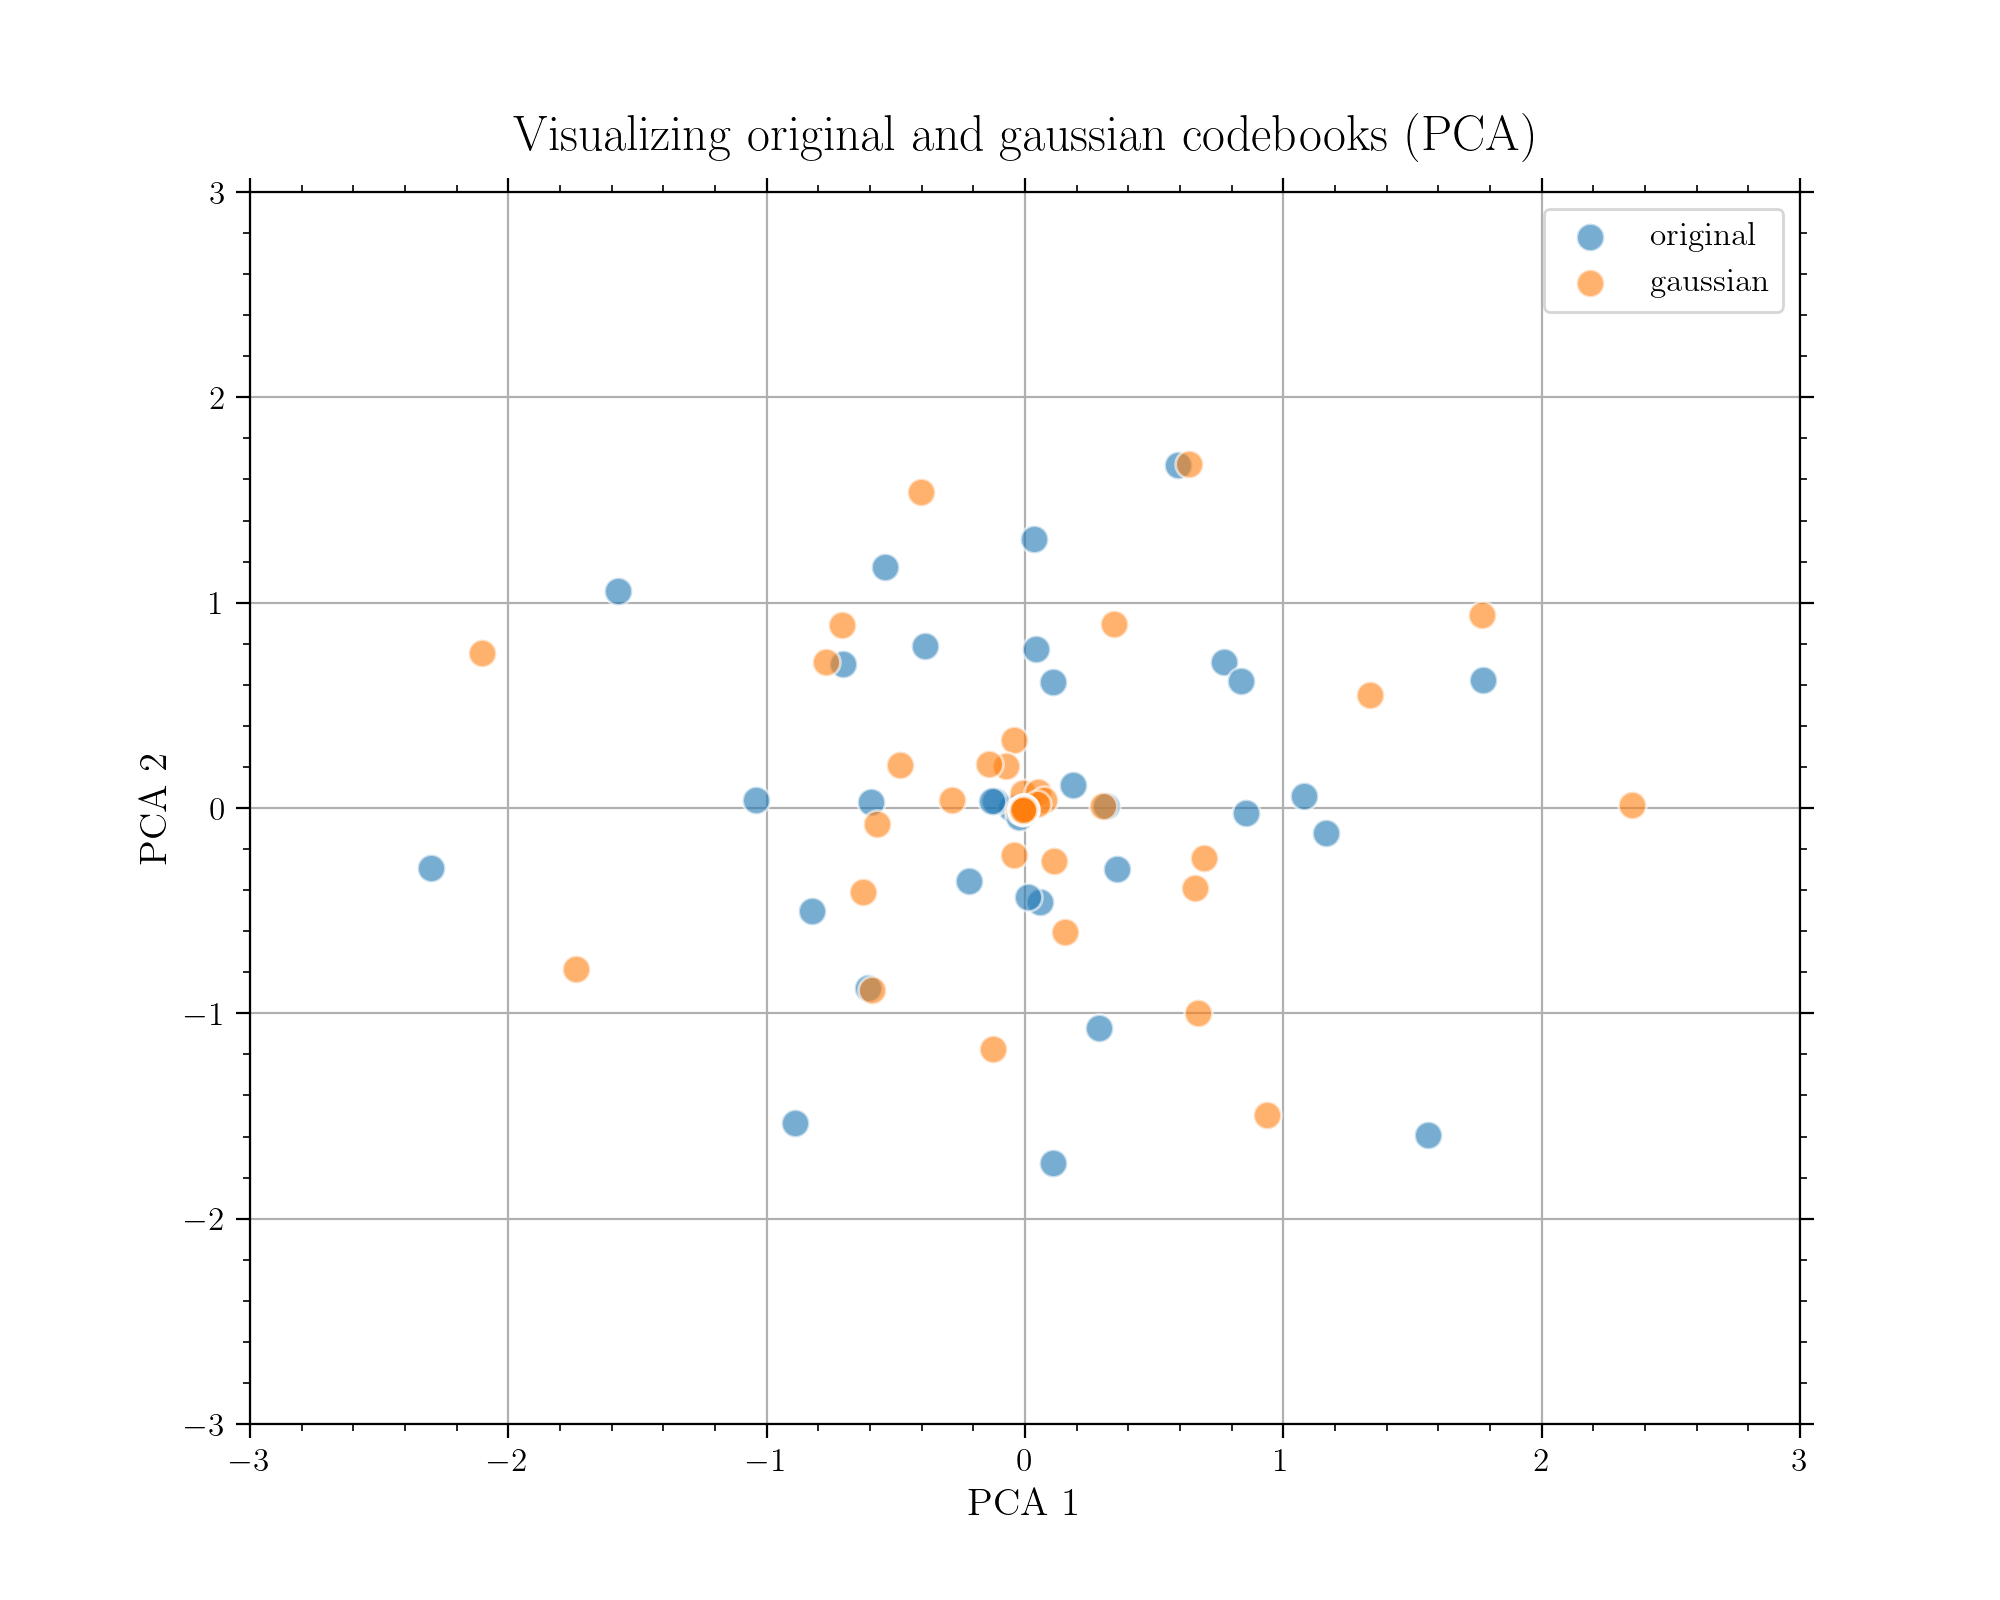 Visualizing original and gaussian codebooks (PCA)
original
gaussian
3
2
1
0
−1
−2
−3
PCA 2
−3 −2 −1 0 1 2 3
PCA 1